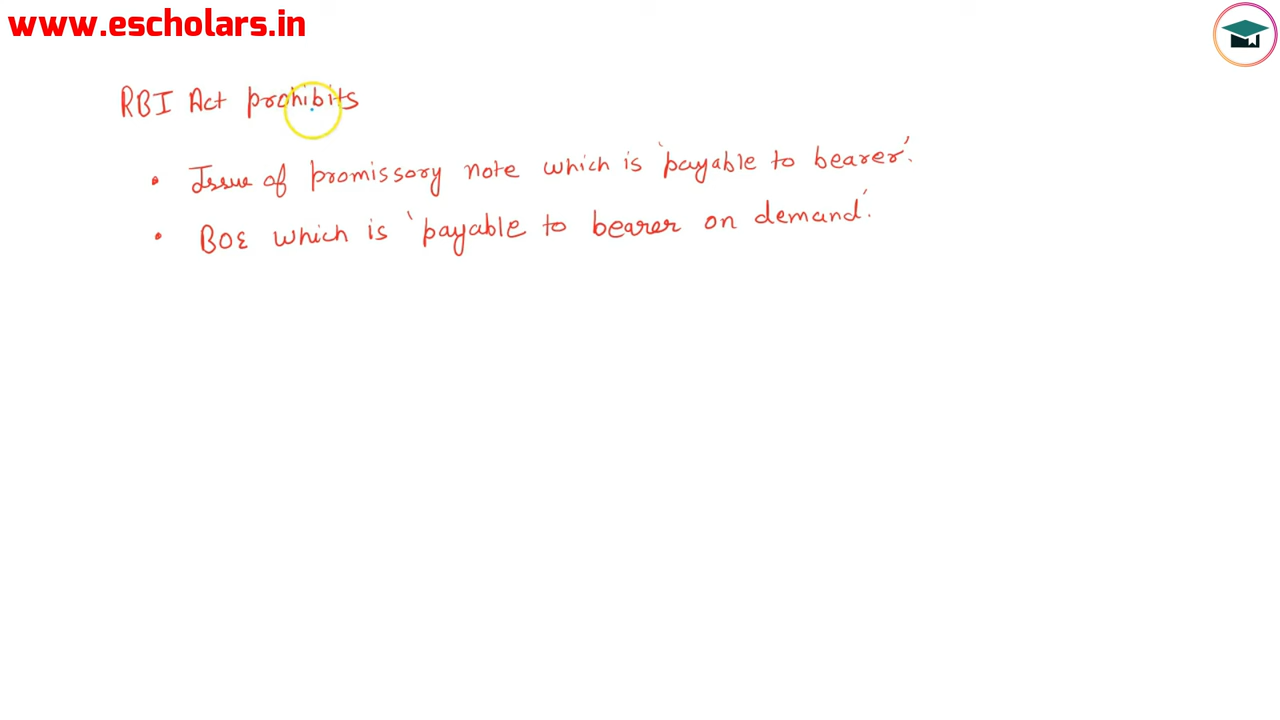 www.escholars.in
RBI Act prohibits
• Issue of promissory note which is 'payable to bearer'.
• BOE which is 'payable to bearer on demand'.